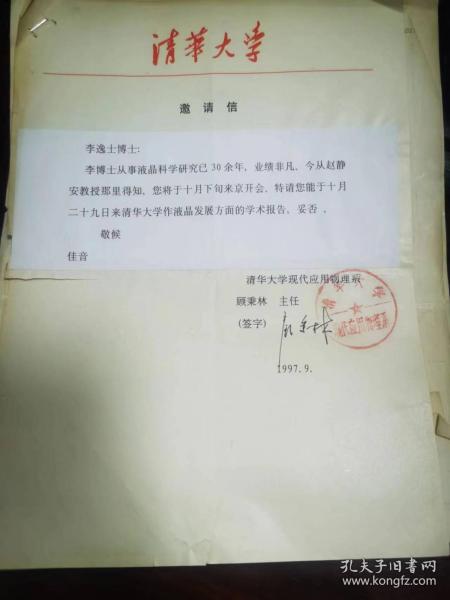 清華大学
邀请信
李逸士博士:
李博士从事液晶科学研究已30余年，业绩非凡，今从赵静
安教授那里得知，您将于十月下旬来京开会，特请您能于十月
二十九日来清华大学作液晶发展方面的学术报告，妥否，
敬候
佳音
清华大学现代应用物理系
顾秉林 主任
(签字)
顾秉林
1997.9.
孔夫子旧书网
www.kongfz.com